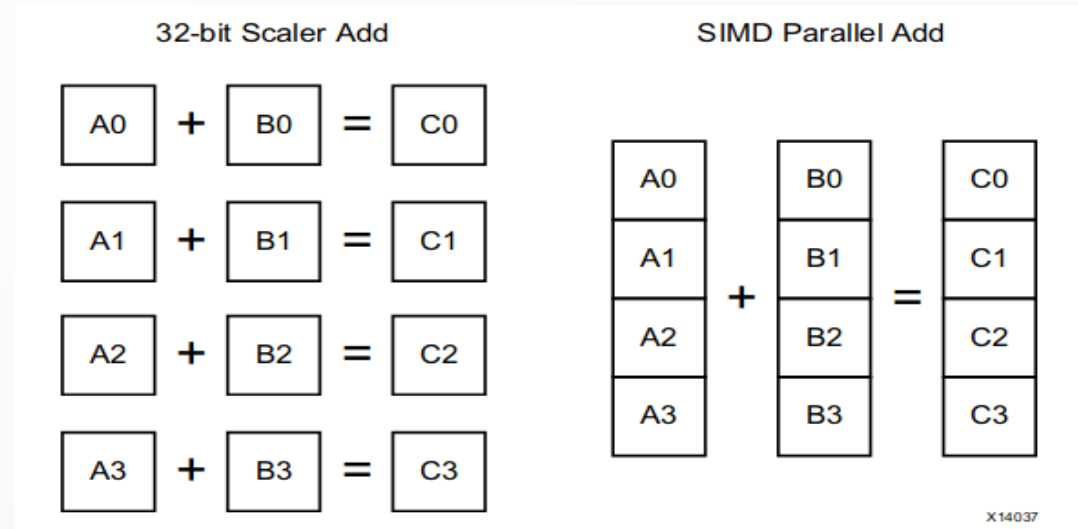 32-bit Scaler Add
A0 + B0 = C0
A1 + B1 = C1
A2 + B2 = C2
A3 + B3 = C3
SIMD Parallel Add
A0 B0 C0
A1 B1 C1
+ =
A2 B2 C2
A3 B3 C3
X14037